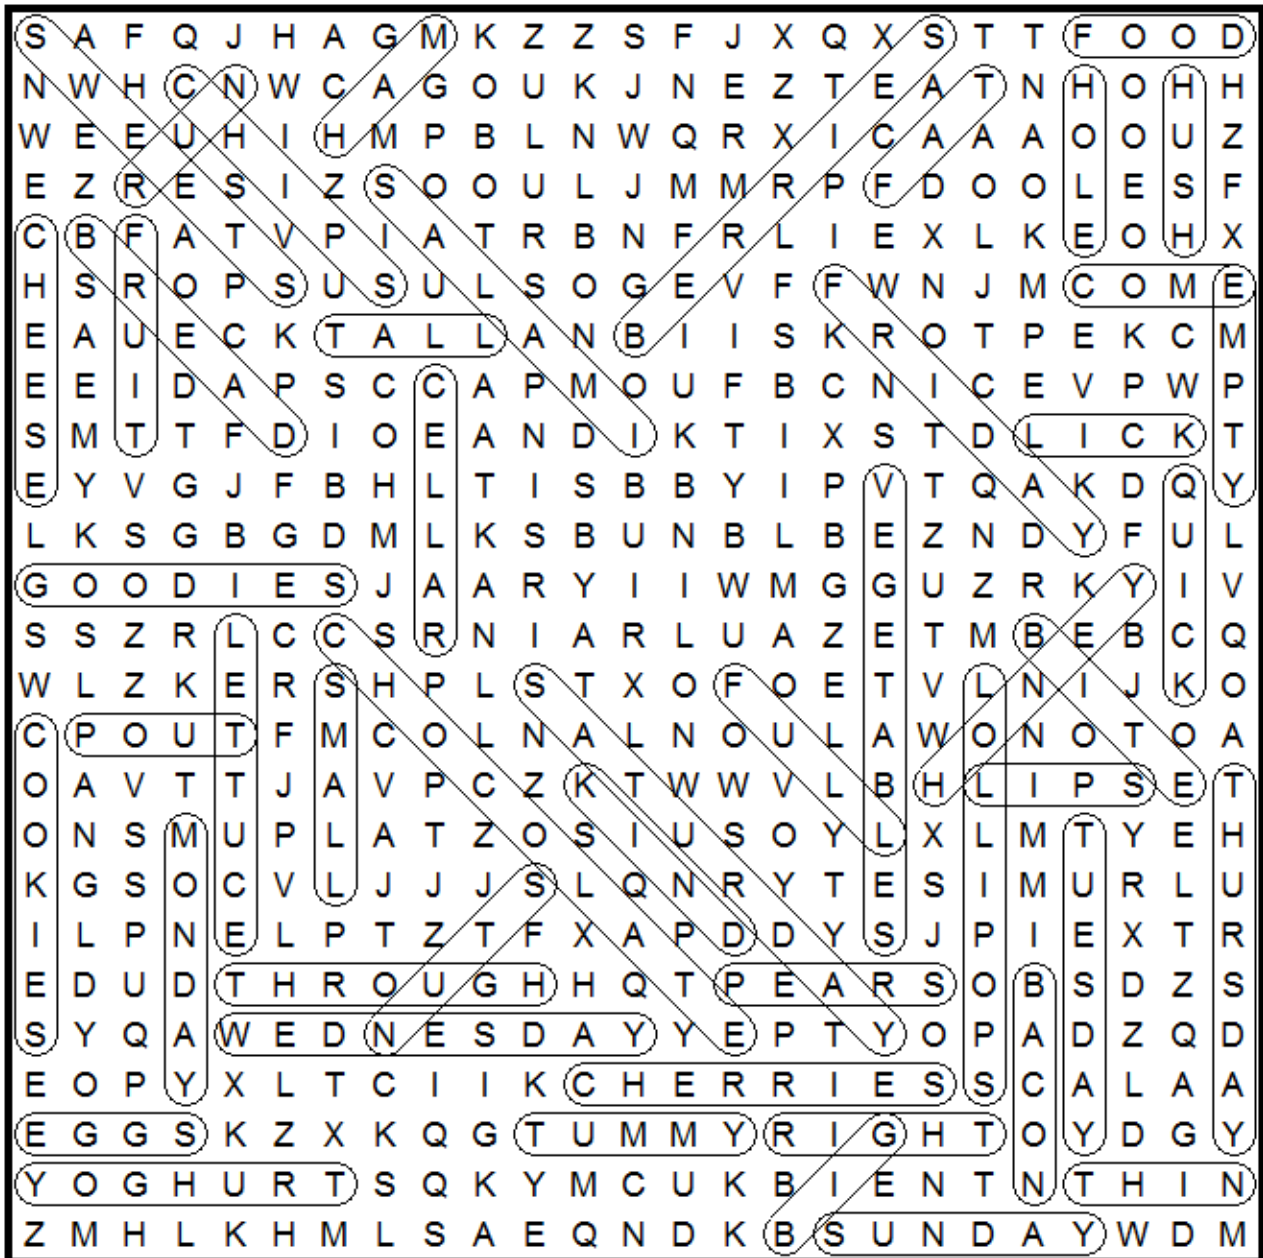 S A F Q J H A G M K Z Z S F J X Q X S T T F O O D
N W H C N W C A G O U K J N E Z T E A T N H O H H
W E E U H I H M P B L N W Q R X I C A A A O O U Z
E Z R E S I Z S O O U L J M M R P F D O O L E S F
C B F A T V P I A T R B N F R L I E X L K E O H X
H S R O P S U S U L S O G E V F F W N J M C O M E
E A U E C K T A L L A N B I I S K R O T P E K C M
E E I D A P S C C A P M O U F B C N I C E V P W P
S M T T F D I O E A N D I K T I X S T D L I C K T
E Y V G J F B H L T I S B B Y I P V T Q A K D Q Y
L K S G B G D M L K S B U N B L B E Z N D Y F U L
G O O D I E S J A A R Y I I W M G G U Z R K Y I V
S S Z R L C C S R N I A R L U A Z E T M B E B C Q
W L Z K E R S H P L S T X O F O E T V L N I J K O
C P O U T F M C O L N A L N O U L A W O N O T O A
O A V T T J A V P C Z K T W W V L B H L I P S E T
O N S M U P L A T Z O S I U S O Y L X L M T Y E H
K G S O C V L J J J S L Q N R Y T E S I M U R L U
I L P N E L P T Z T F X A P D D Y S J P I E X T R
E D U D T H R O U G H H Q T P E A R S O B S D Z S
S Y Q A W E D N E S D A Y Y E P T Y O P A D Z Q D
E O P Y X L T C I I K C H E R R I E S S C A L A A
E G G S K Z X K Q G T U M M Y R I G H T O Y D G Y
Y O G H U R T S Q K Y M C U K B I E N T N T H I N
Z M H L K H M L S A E Q N D K B S U N D A Y W D M